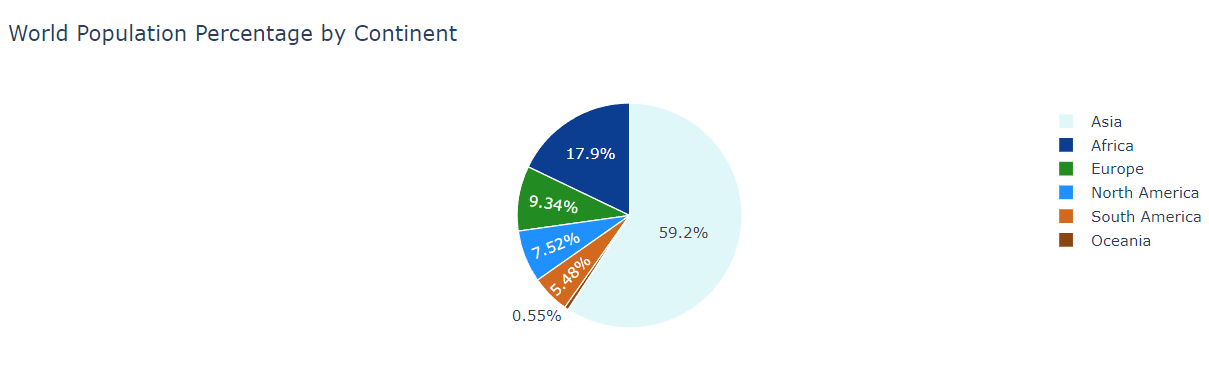 World Population Percentage by Continent
17.9%
9.34%
59.2%
7.52%
5.48%
0.55%
Asia
Africa
Europe
North America
South America
Oceania